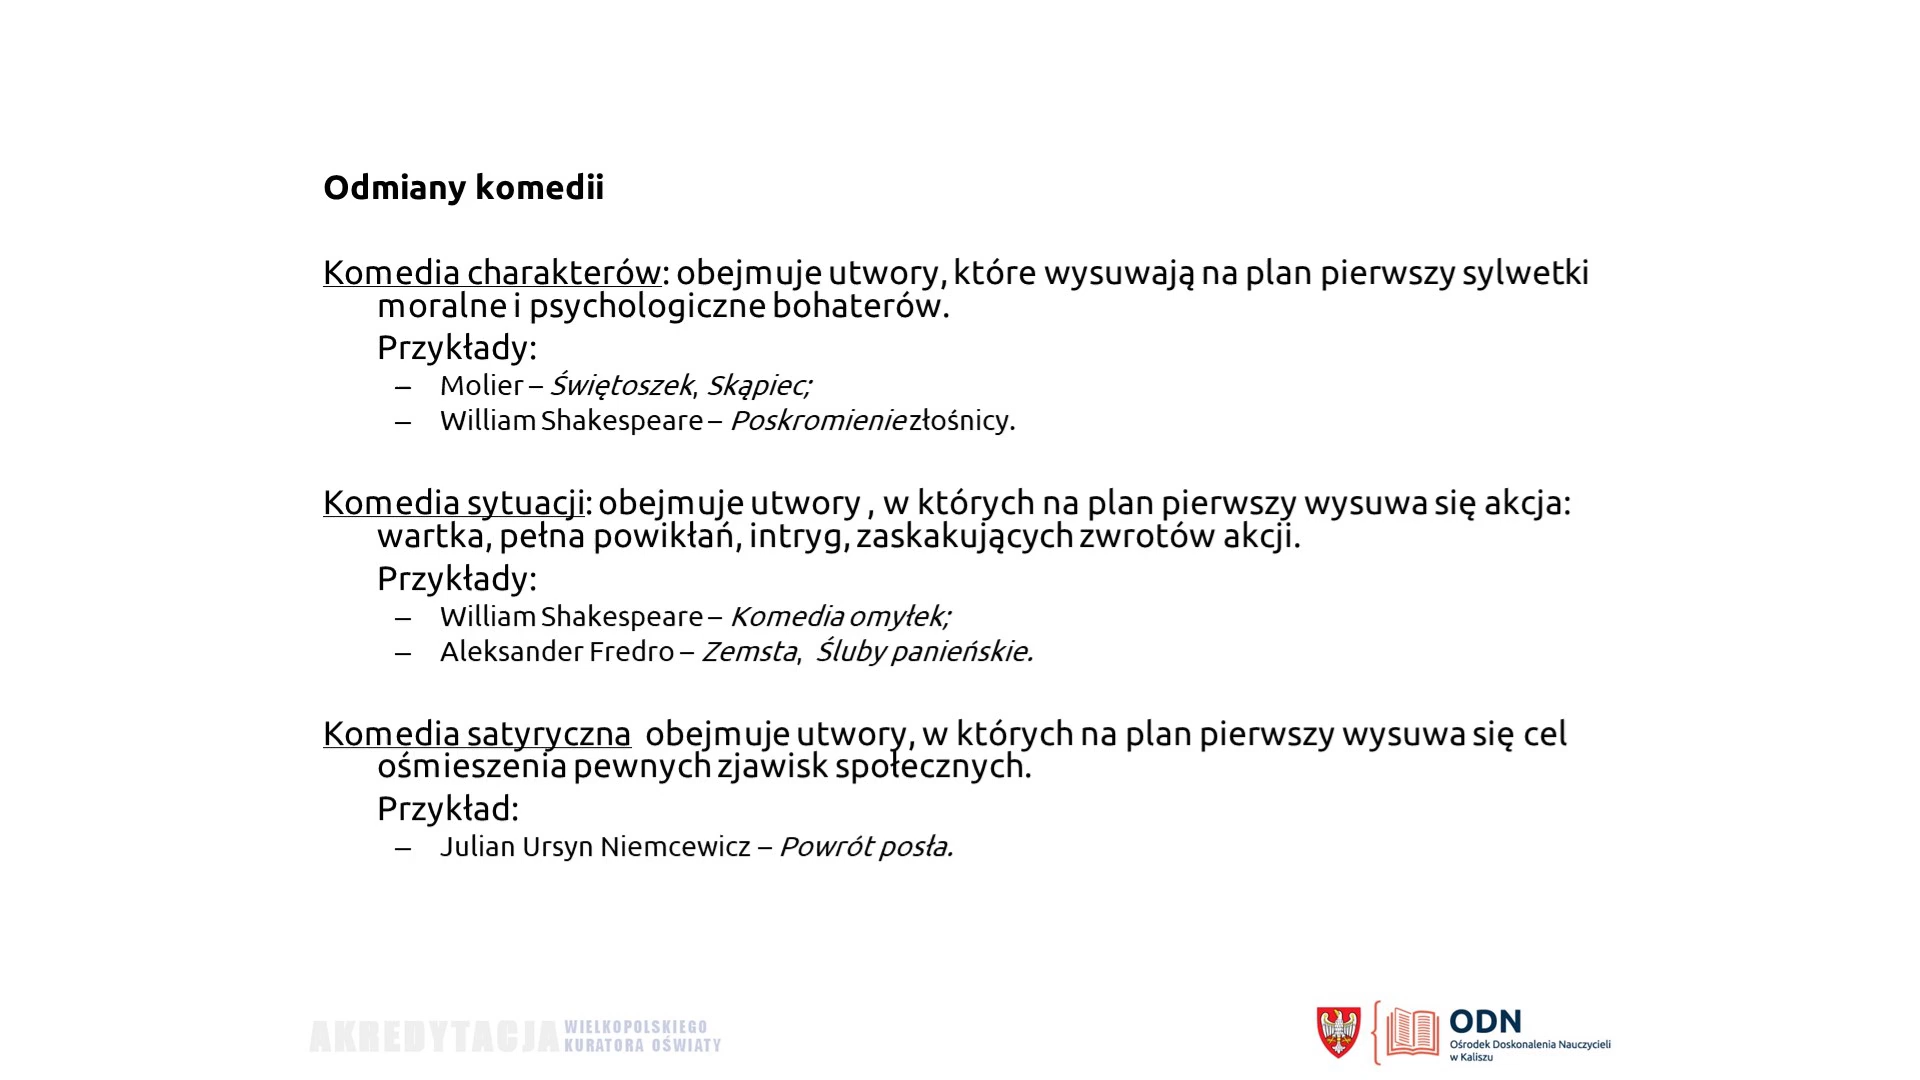 Odmiany komedii
Komedia charakterów: obejmuje utwory, które wysuwają na plan pierwszy sylwetki
moralne i psychologiczne bohaterów.
Przykłady:
– Molier – Świętoszek, Skąpiec;
– William Shakespeare – Poskromienie złośnicy.
Komedia sytuacji: obejmuje utwory , w których na plan pierwszy wysuwa się akcja:
wartka, pełna powikłań, intryg, zaskakujących zwrotów akcji.
Przykłady:
– William Shakespeare – Komedia omyłek;
– Aleksander Fredro – Zemsta, Śluby panieńskie.
Komedia satyryczna obejmuje utwory, w których na plan pierwszy wysuwa się cel
ośmieszenia pewnych zjawisk społecznych.
Przykład:
– Julian Ursyn Niemcewicz – Powrót posła.
AKREDYTACJA WIELKOPOLSKIEGO
KURATORA OŚWIATY
ODN
Ośrodek Doskonalenia Nauczycieli
w Kaliszu